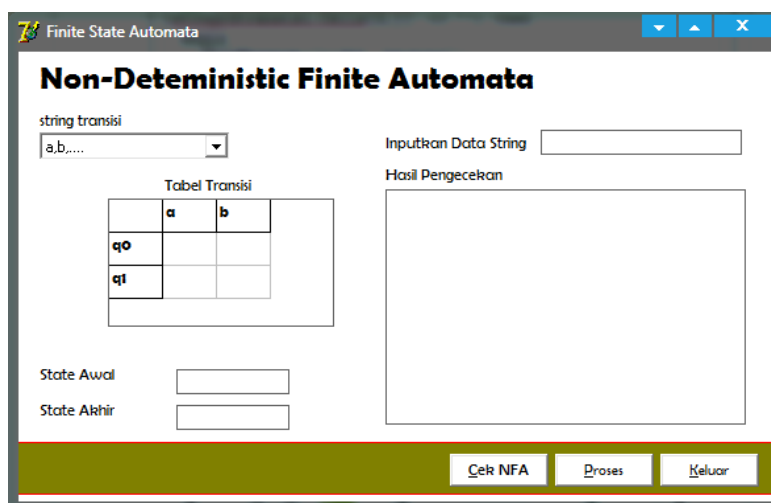 Finite State Automata
Non-Deteministic Finite Automata
string transisi
a,b,....
Tabel Transisi
a b
q0
q1
State Awal
State Akhir
Inputkan Data String
Hasil Pengecekan
Cek NFA Proses Keluar